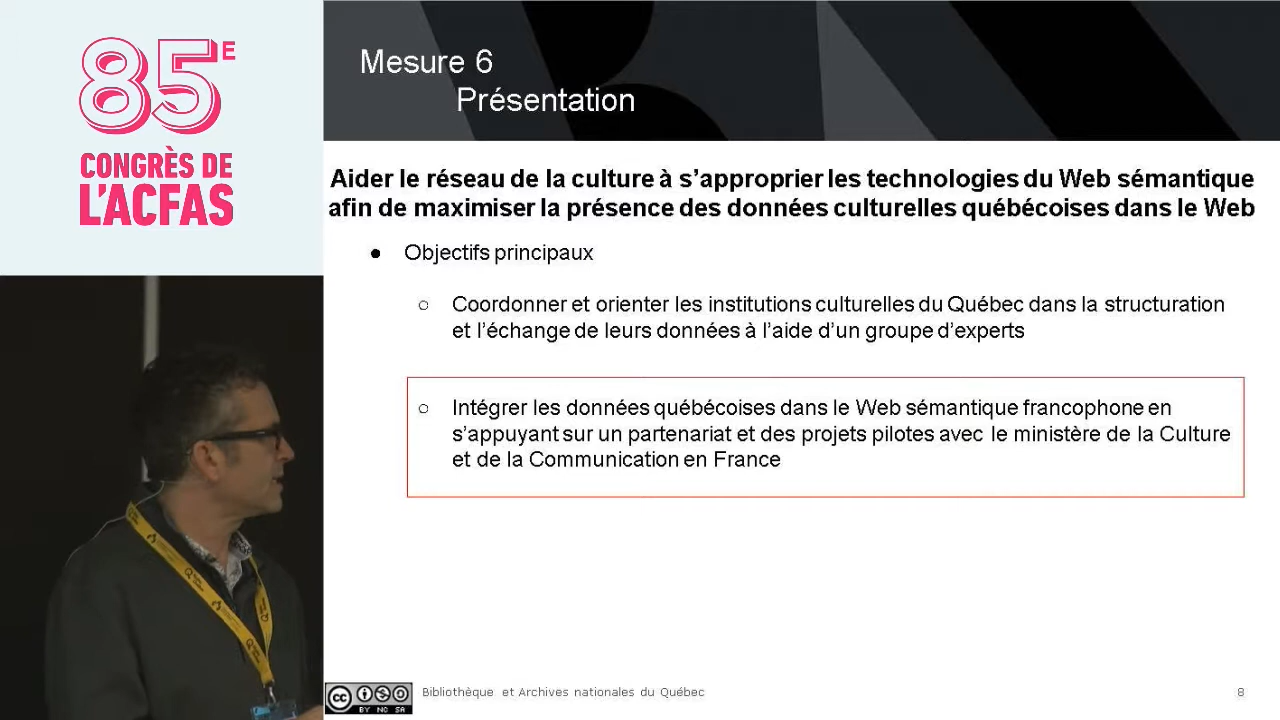 85E
CONGRÈS DE
L'ACFAS
Mesure 6
Présentation
Aider le réseau de la culture à s'approprier les technologies du Web sémantique
afin de maximiser la présence des données culturelles québécoises dans le Web
● Objectifs principaux
○ Coordonner et orienter les institutions culturelles du Québec dans la structuration
et l'échange de leurs données à l'aide d'un groupe d'experts
○ Intégrer les données québécoises dans le Web sémantique francophone en
s'appuyant sur un partenariat et des projets pilotes avec le ministère de la Culture
et de la Communication en France
cc
BY NC SA
Bibliothèque et Archives nationales du Québec
8